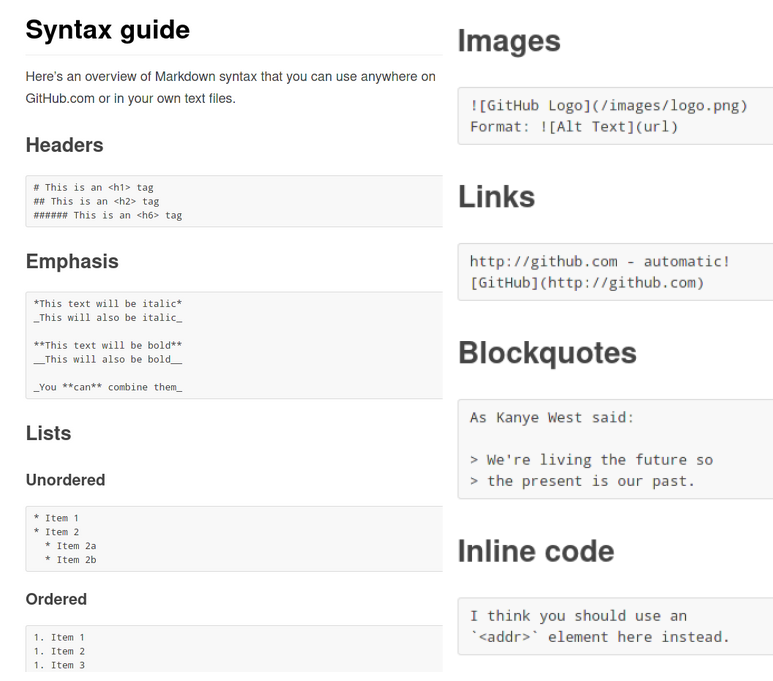 Syntax guide
Here's an overview of Markdown syntax that you can use anywhere on
GitHub.com or in your own text files.
Headers
# This is an <h1> tag
## This is an <h2> tag
###### This is an <h6> tag
Emphasis
*This text will be italic*
_This will also be italic_

**This text will be bold**
__This will also be bold__

_You **can** combine them_
Lists
Unordered
* Item 1
* Item 2
  * Item 2a
  * Item 2b
Ordered
1. Item 1
1. Item 2
1. Item 3
Images
![GitHub Logo](/images/logo.png)
Format: ![Alt Text](url)
Links
http://github.com - automatic!
[GitHub](http://github.com)
Blockquotes
As Kanye West said:

> We're living the future so
> the present is our past.
Inline code
I think you should use an
`<addr>` element here instead.